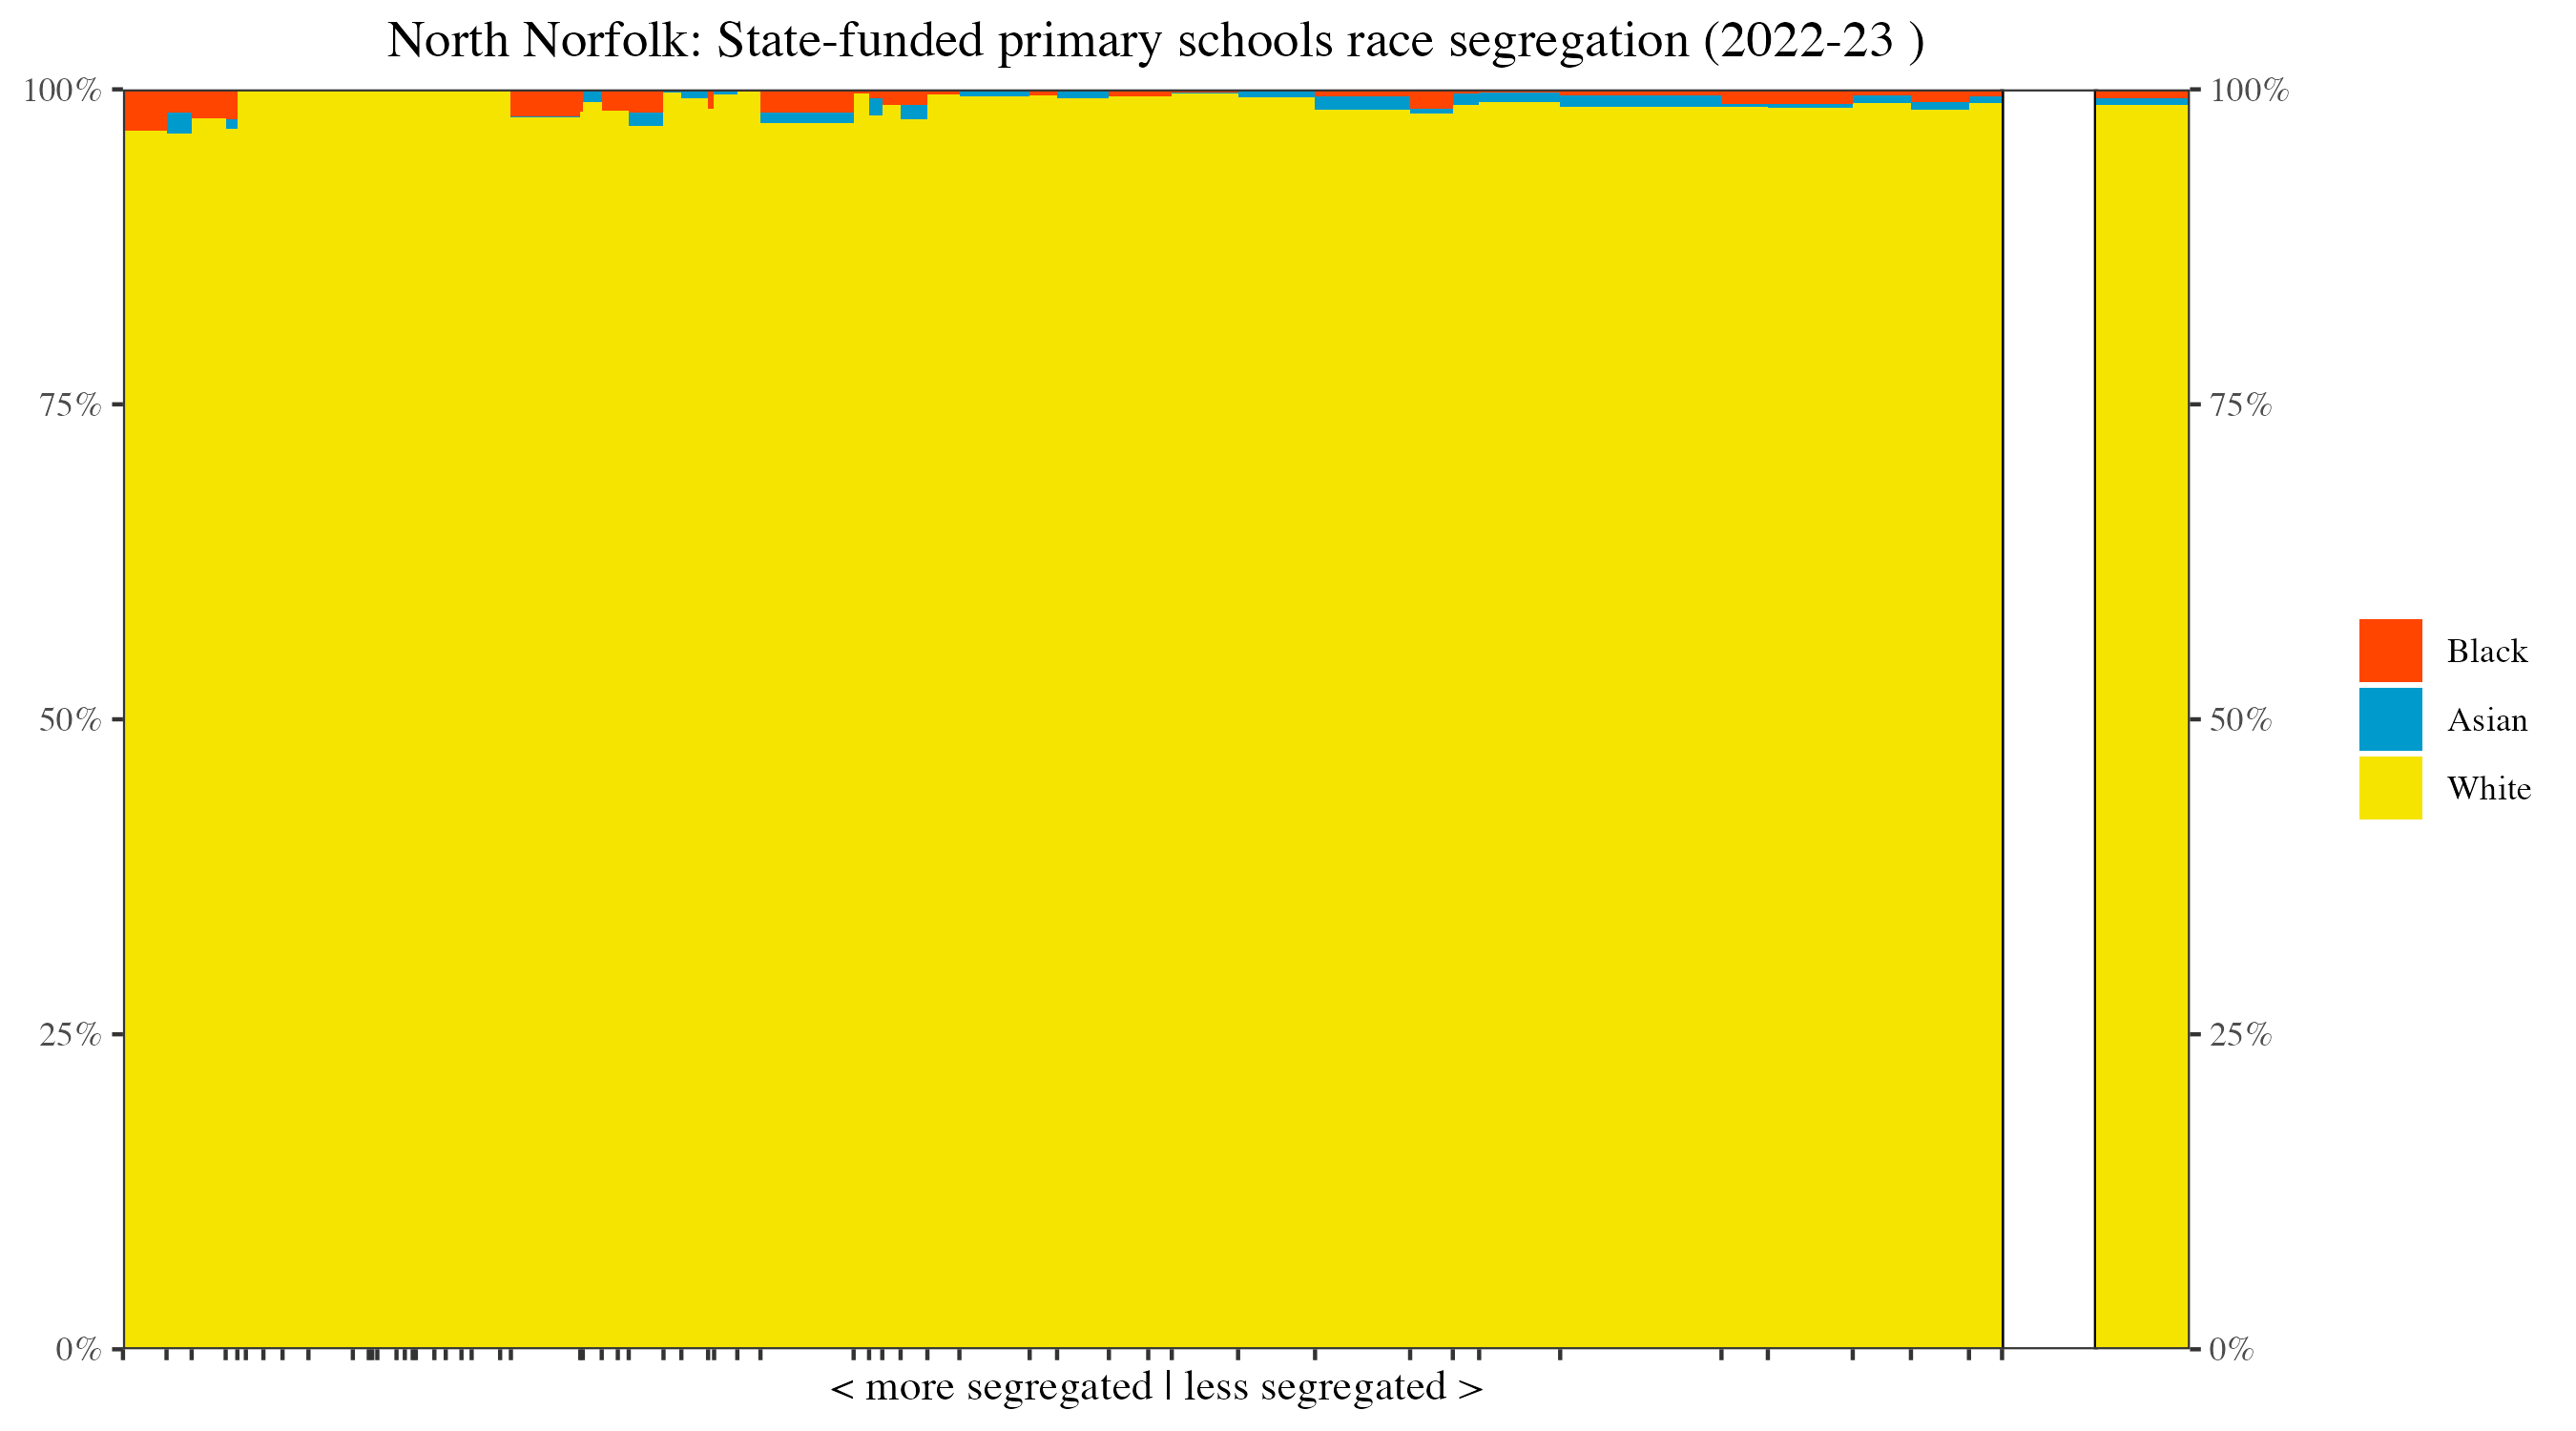 North Norfolk: State-funded primary schools race segregation (2022-23 )
100%
75%
50%
25%
0%
100%
75%
50%
25%
0%
Black
Asian
White
< more segregated | less segregated >